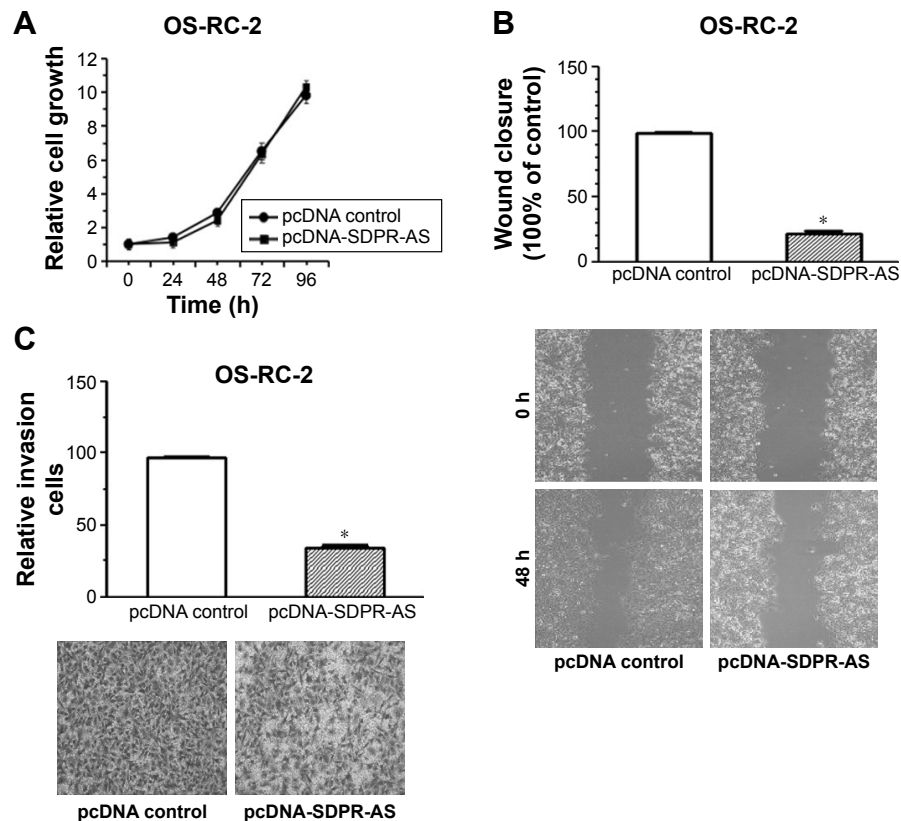 A
OS-RC-2
Relative cell growth
12
10
8
6
4
2
0
0 24 48 72 96
Time (h)
pcDNA control
pcDNA-SDPR-AS
B
OS-RC-2
Wound closure
(100% of control)
150
100
50
0
*
pcDNA control pcDNA-SDPR-AS
0 h
48 h
pcDNA control pcDNA-SDPR-AS
C
OS-RC-2
Relative invasion
cells
150
100
50
0
*
pcDNA control pcDNA-SDPR-AS
pcDNA control pcDNA-SDPR-AS